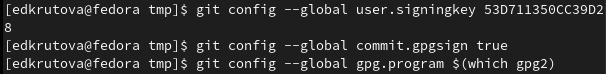 [edkrutova@fedora tmp]$ git config --global user.signingkey 53D711350CC39D2
8
[edkrutova@fedora tmp]$ git config --global commit.gpgsign true
[edkrutova@fedora tmp]$ git config --global gpg.program $(which gpg2)